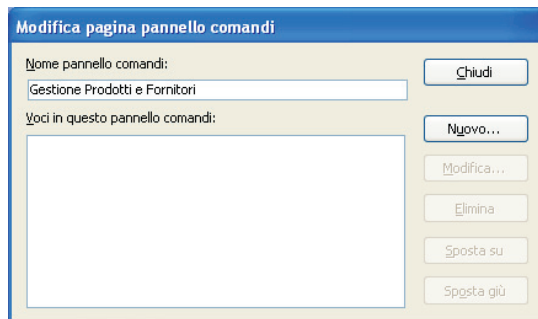 Modifica pagina pannello comandi
Nome pannello comandi:
Gestione Prodotti e Fornitori
Voci in questo pannello comandi:
Chiudi
Nuovo...
Modifica...
Elimina
Sposta su
Sposta giù